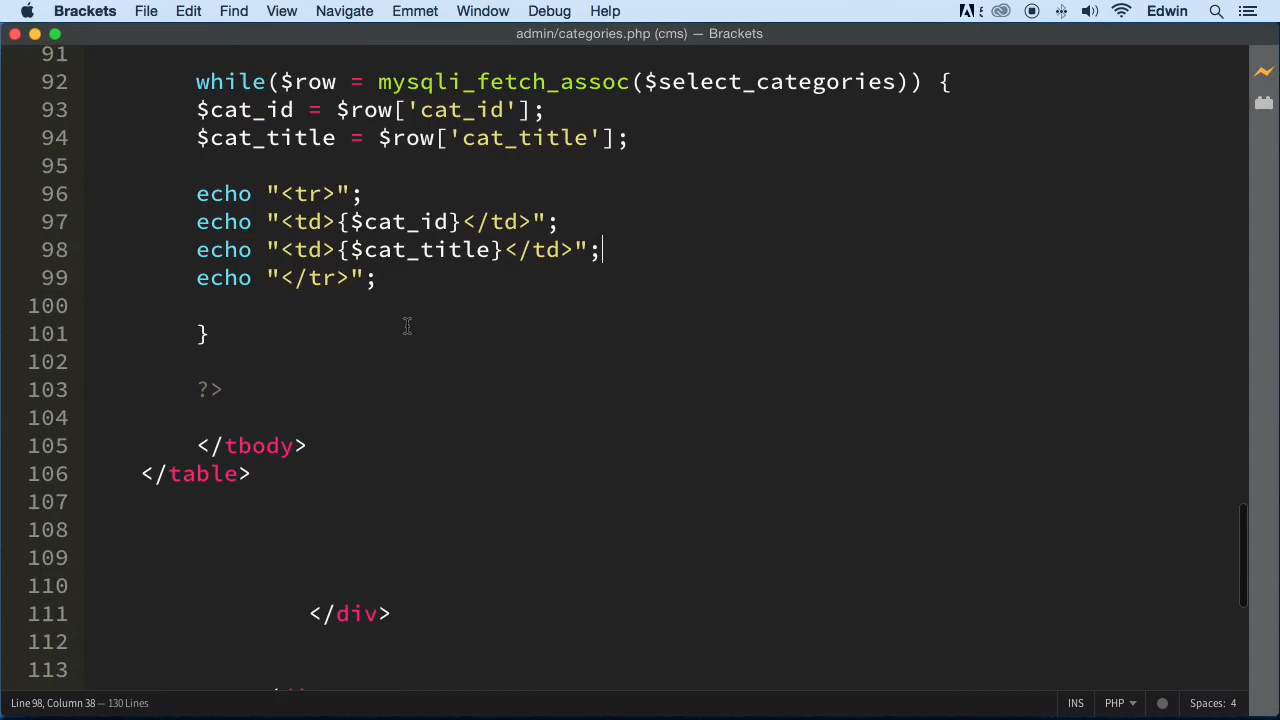 Brackets File Edit Find View Navigate Emmet Window Debug Help Edwin
admin/categories.php (cms) — Brackets
91
92 while($row = mysqli_fetch_assoc($select_categories)) {
93 $cat_id = $row['cat_id'];
94 $cat_title = $row['cat_title'];
95
96 echo "<tr>";
97 echo "<td>{$cat_id}</td>";
98 echo "<td>{$cat_title}</td>";
99 echo "</tr>";
100
101 }
102
103 ?>
104
105 </tbody>
106 </table>
107
108
109
110
111 </div>
112
113
Line 98, Column 38 — 130 Lines INS PHP Spaces: 4